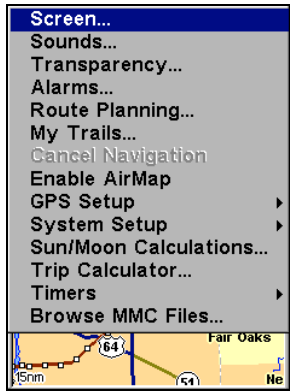 Screen...
Sounds...
Transparency...
Alarms...
Route Planning...
My Trails...
Cancel Navigation
Enable AirMap
GPS Setup
System Setup
Sun/Moon Calculations...
Trip Calculator...
Timers
Browse MMC Files...
Fair Oaks
64
15nm
51
Ne